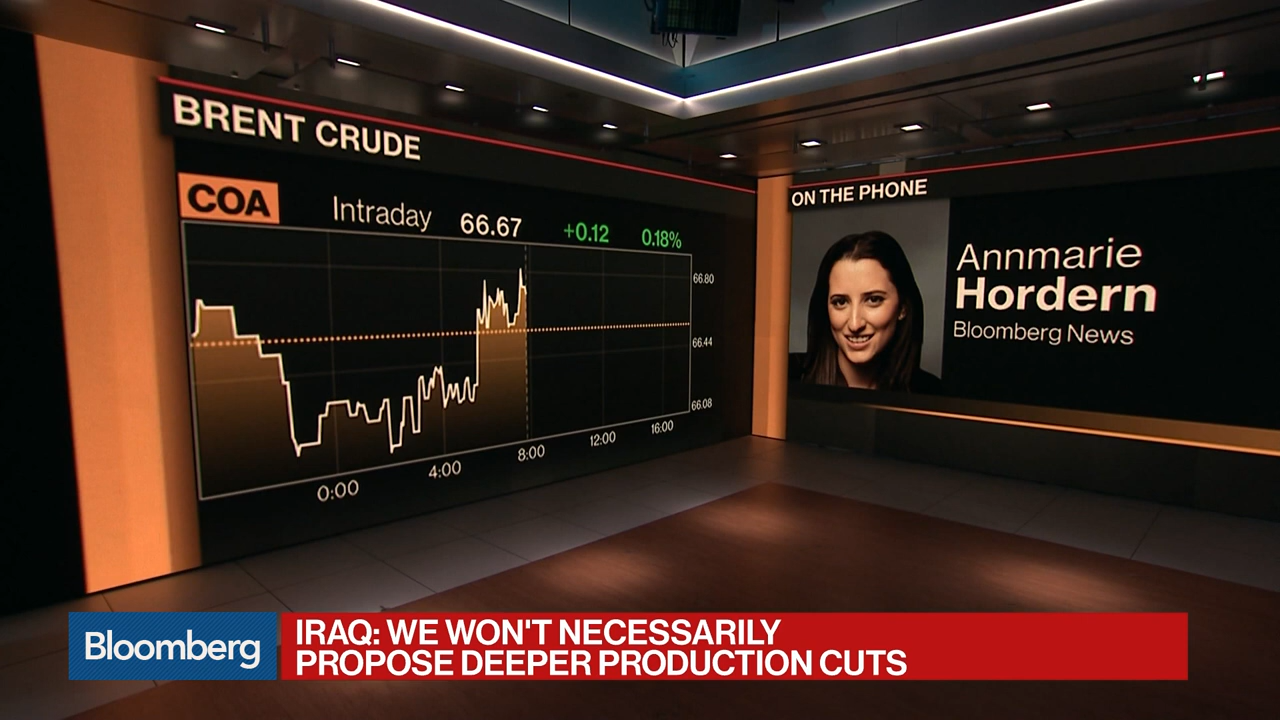 BRENT CRUDE
COA Intraday 66.67 +0.12 0.18%
66.80
66.44
66.08
0:00 4:00 8:00 12:00 16:00
ON THE PHONE
Annmarie
Hordern
Bloomberg News
Bloomberg
IRAQ: WE WON'T NECESSARILY
PROPOSE DEEPER PRODUCTION CUTS